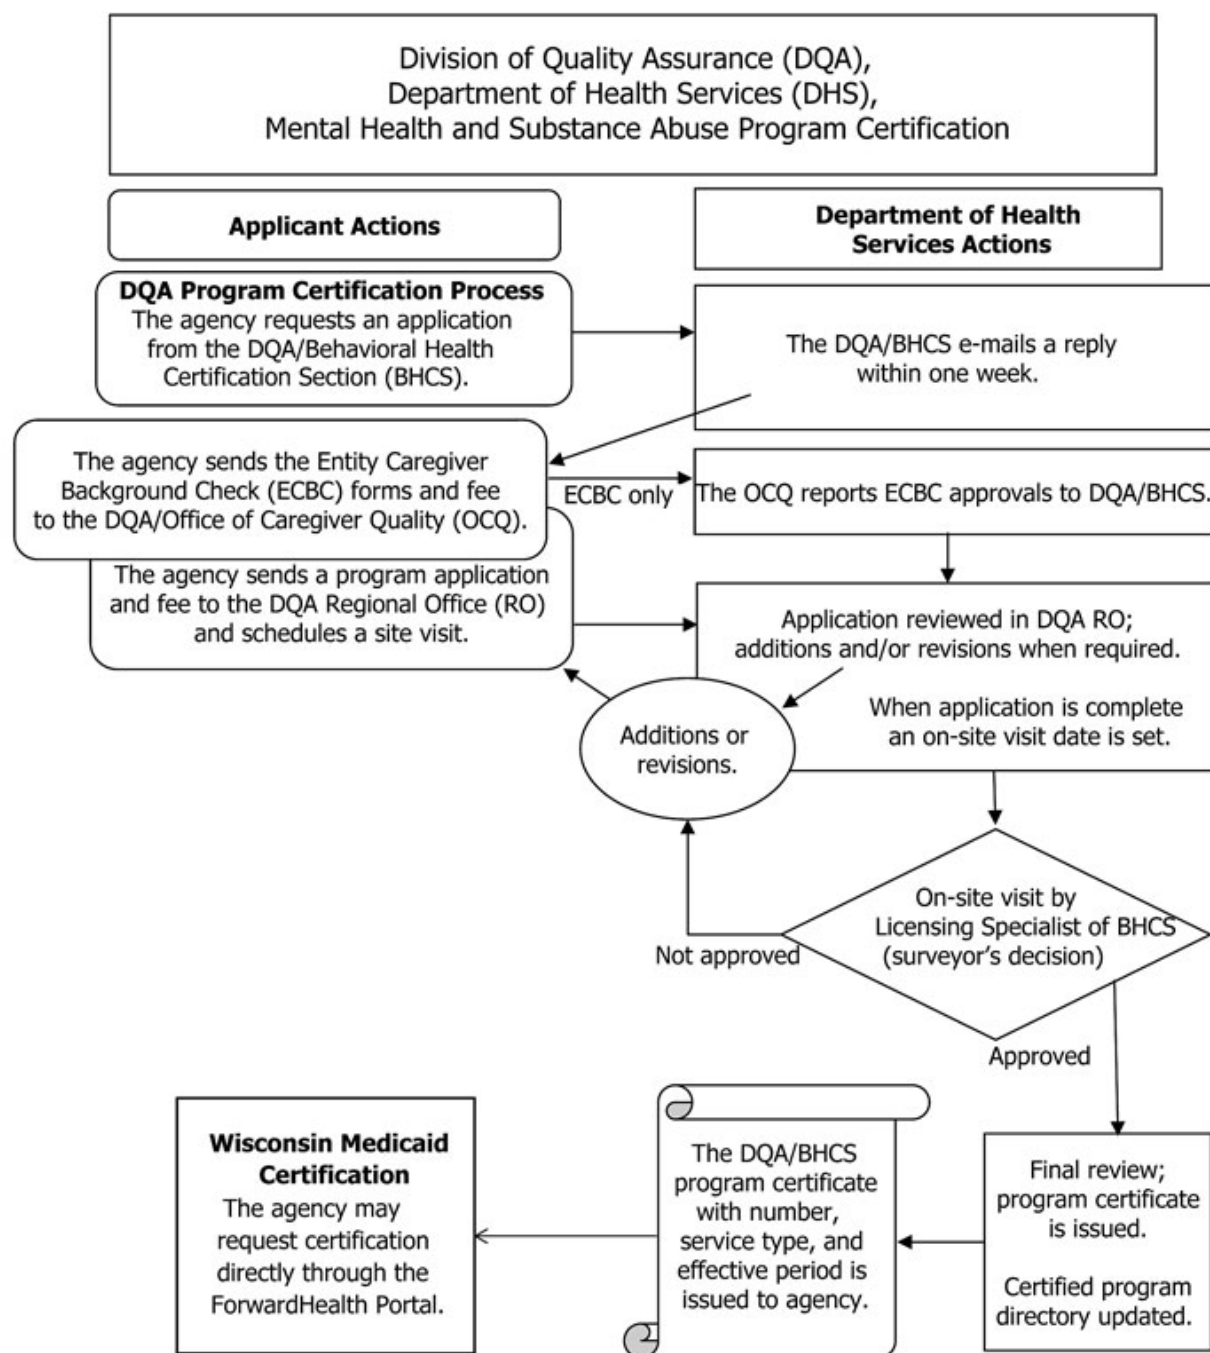 Division of Quality Assurance (DQA),
Department of Health Services (DHS),
Mental Health and Substance Abuse Program Certification
Applicant Actions
Department of Health
Services Actions
DQA Program Certification Process
The agency requests an application
from the DQA/Behavioral Health
Certification Section (BHCS).
The DQA/BHCS e-mails a reply
within one week.
The agency sends the Entity Caregiver
Background Check (ECBC) forms and fee
to the DQA/Office of Caregiver Quality (OCQ).
ECBC only
The OCQ reports ECBC approvals to DQA/BHCS.
The agency sends a program application
and fee to the DQA Regional Office (RO)
and schedules a site visit.
Application reviewed in DQA RO;
additions and/or revisions when required.
When application is complete
an on-site visit date is set.
Additions or
revisions.
On-site visit by
Licensing Specialist of BHCS
(surveyor's decision)
Not approved
Approved
Wisconsin Medicaid
Certification
The agency may
request certification
directly through the
ForwardHealth Portal.
The DQA/BHCS
program certificate
with number,
service type, and
effective period is
issued to agency.
Final review;
program certificate
is issued.
Certified program
directory updated.